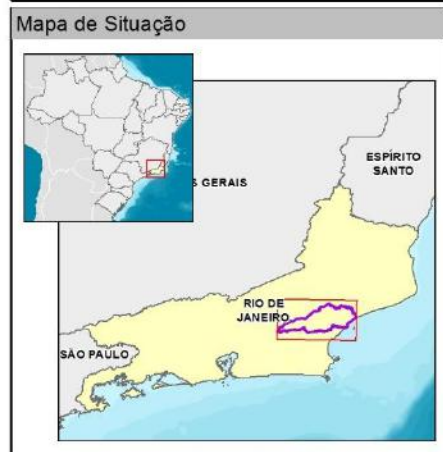 Mapa de Situação
ESPÍRITO
SANTO
S GERAIS
RIO DE
JANEIRO
SÃO PAULO